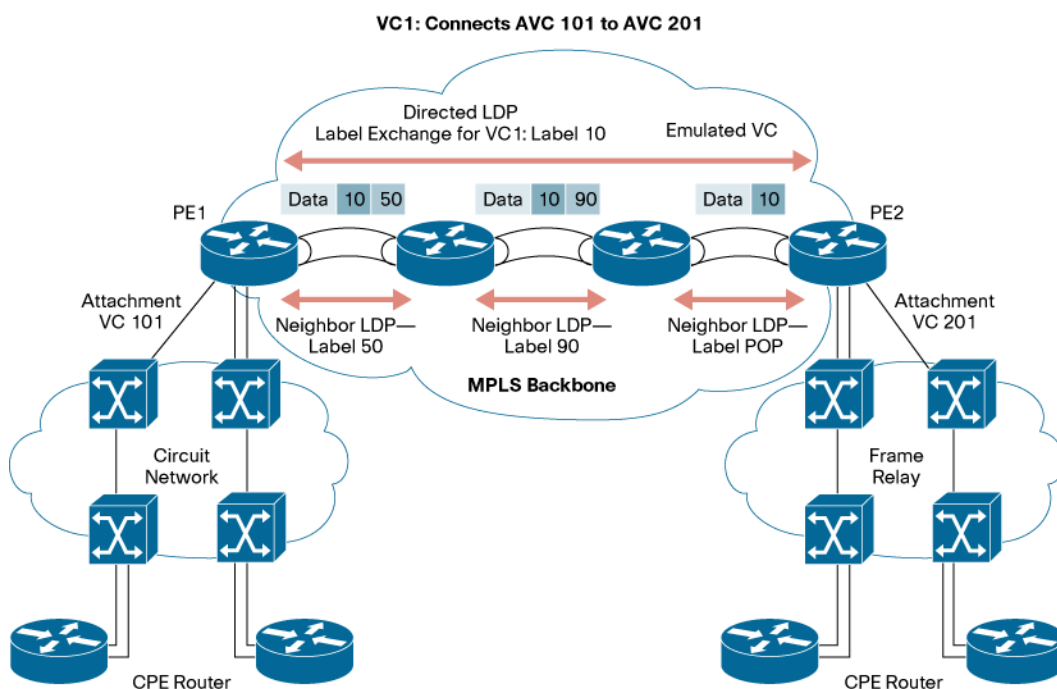 VC1: Connects AVC 101 to AVC 201
Directed LDP
Label Exchange for VC1: Label 10
Emulated VC
Data 10 50
Data 10 90
Data 10
PE1
PE2
Attachment
VC 101
Neighbor LDP—
Label 50
Neighbor LDP—
Label 90
Neighbor LDP—
Label POP
Attachment
VC 201
MPLS Backbone
Circuit
Network
Frame
Relay
CPE Router
CPE Router